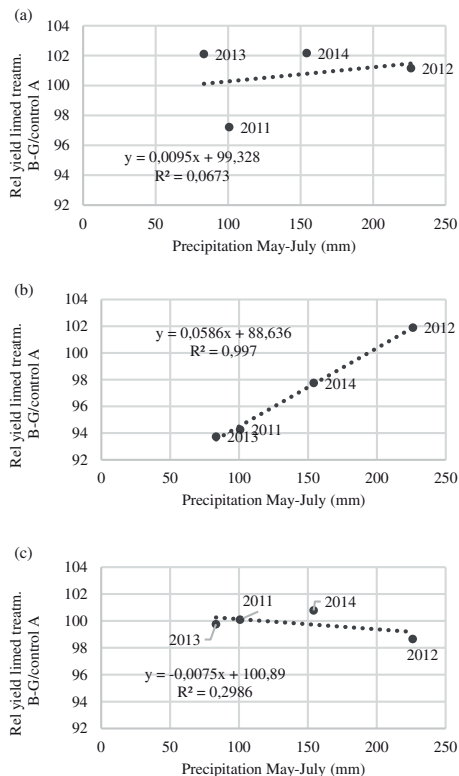 (a)
Rel yield limed treatm.
B-G/control A
104
102
100
98
96
94
92
2013
2014
2012
2011
y = 0,0095x + 99,328
R² = 0,0673
0 50 100 150 200 250
Precipitation May-July (mm)
(b)
Rel yield limed treatm.
B-G/control A
104
102
100
98
96
94
92
y = 0,0586x + 88,636
R² = 0,997
2012
2014
2013
2011
0 50 100 150 200 250
Precipitation May-July (mm)
(c)
Rel yield limed treatm.
B-G/control A
104
102
100
98
96
94
92
2011
2014
2013
2012
y = -0,0075x + 100,89
R² = 0,2986
0 50 100 150 200 250
Precipitation May-July (mm)